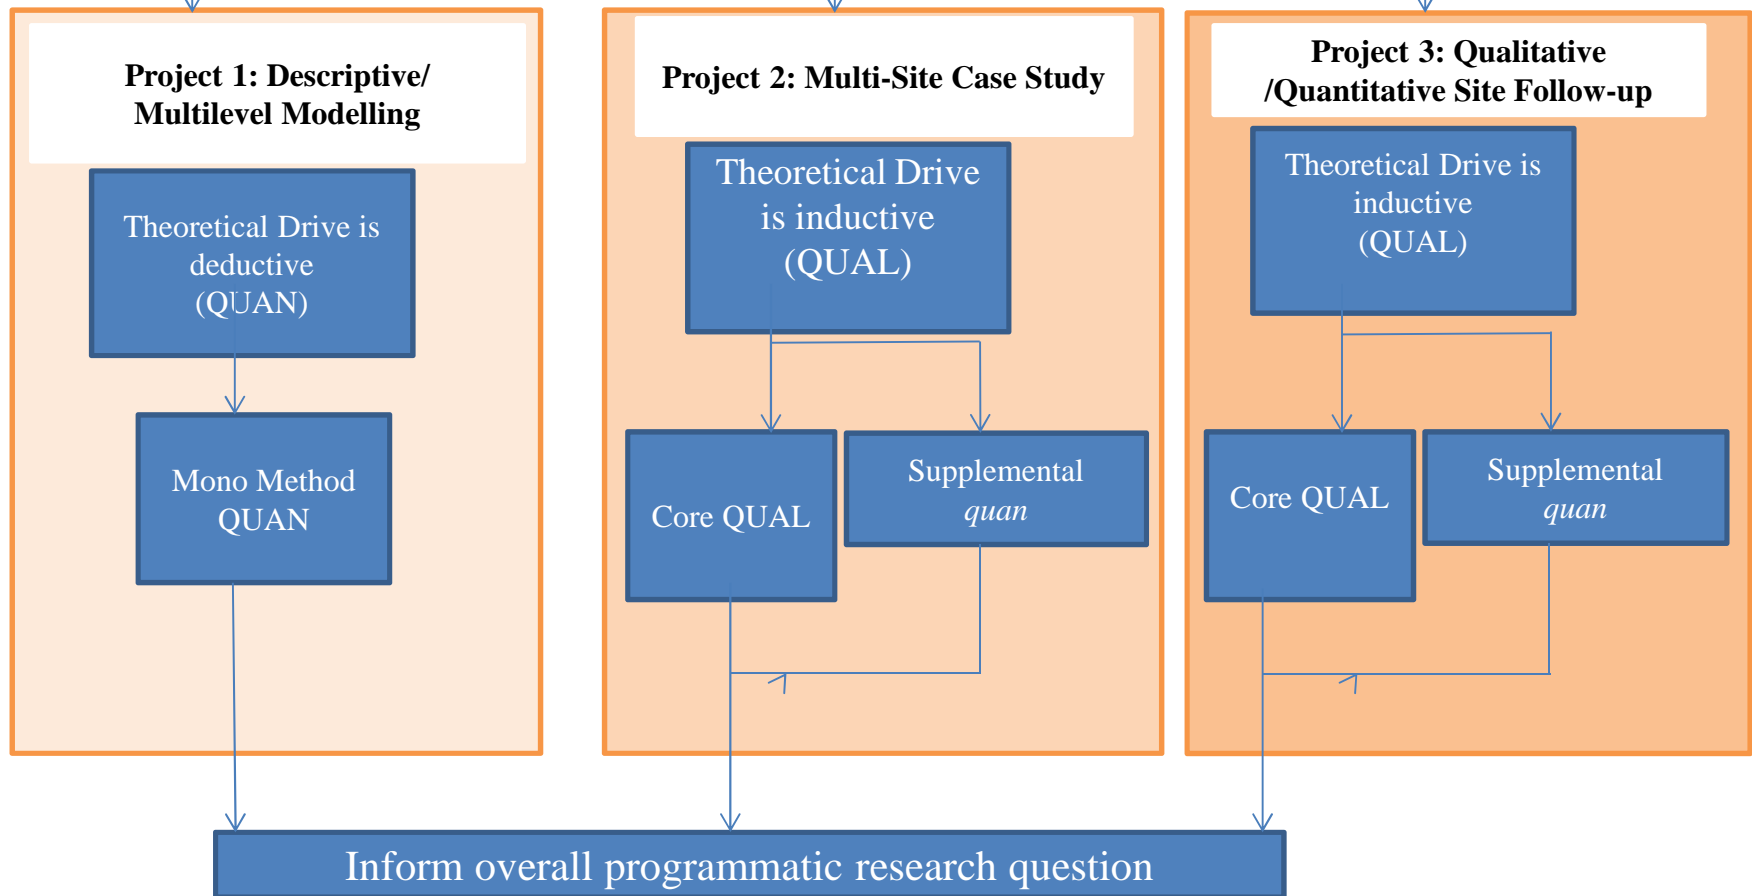 Project 1: Descriptive/
Multilevel Modelling
Theoretical Drive is
deductive
(QUAN)
Mono Method
QUAN
Project 2: Multi-Site Case Study
Theoretical Drive
is inductive
(QUAL)
Core QUAL
Supplemental
quan
Project 3: Qualitative
/Quantitative Site Follow-up
Theoretical Drive is
inductive
(QUAL)
Core QUAL
Supplemental
quan
Inform overall programmatic research question